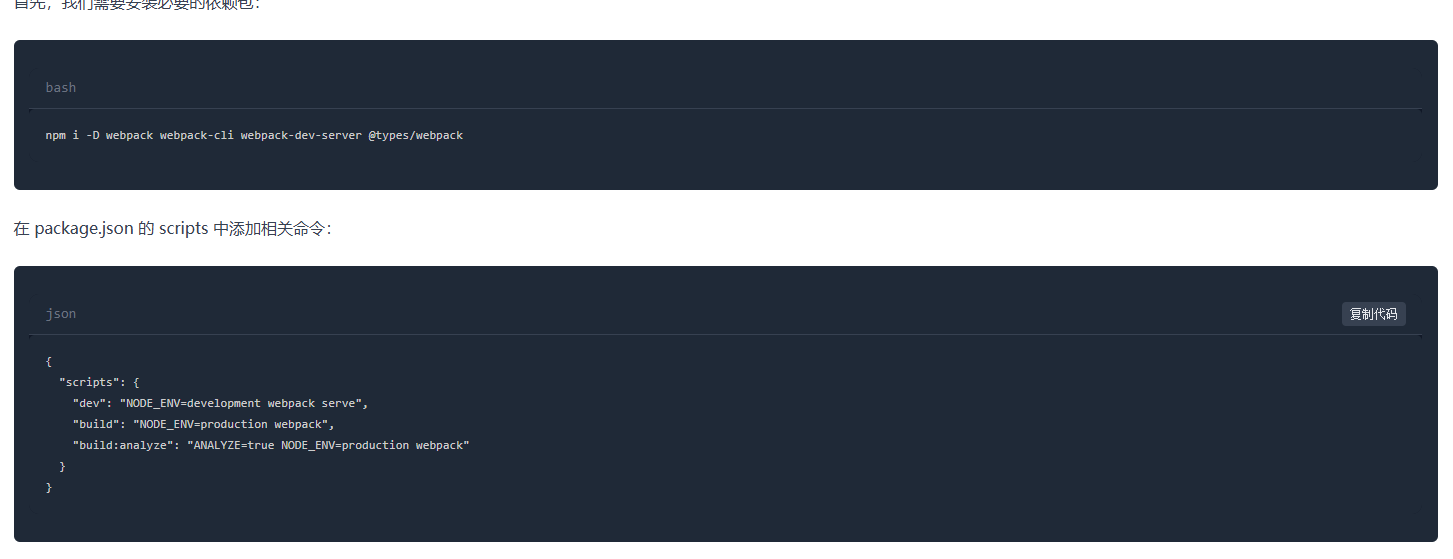 首先，我们需要安装必要的依赖包：
bash
npm i -D webpack webpack-cli webpack-dev-server @types/webpack
在 package.json 的 scripts 中添加相关命令：
json
复制代码
{
  "scripts": {
    "dev": "NODE_ENV=development webpack serve",
    "build": "NODE_ENV=production webpack",
    "build:analyze": "ANALYZE=true NODE_ENV=production webpack"
  }
}